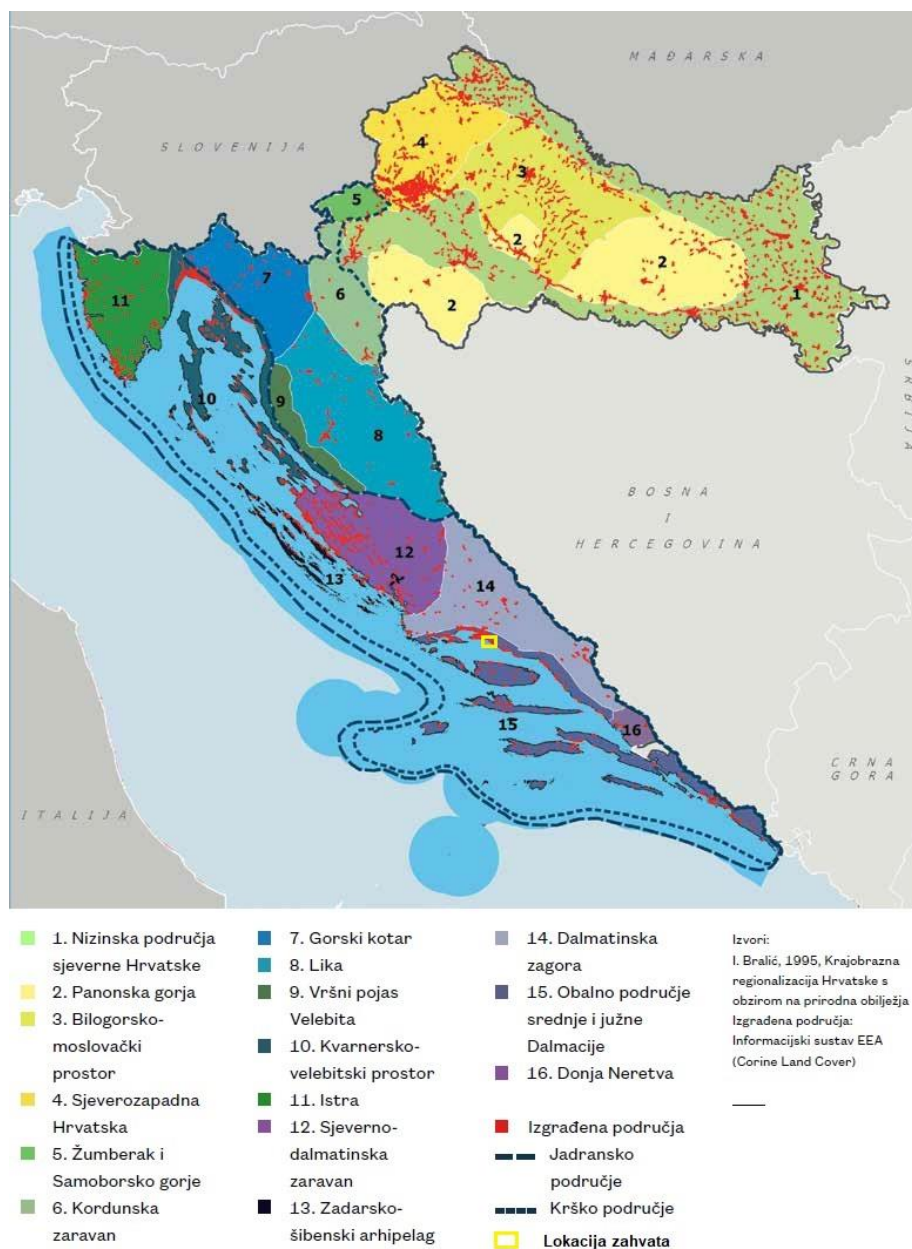 MAĐARSKA
SLOVENIJA
4
3
5
2
2
1
7
6
2
11
SRBIJA
10
9
8
BOSNA
I
HERCEGOVINA
12
13
14
15
16
CRNA
GORA
ITALIJA
1. Nizinska područja
sjeverne Hrvatske
2. Panonska gorja
3. Bilogorsko-
moslovački
prostor
4. Sjeverozapadna
Hrvatska
5. Žumberak i
Samoborsko gorje
6. Kordunska
zaravan
7. Gorski kotar
8. Lika
9. Vršni pojas
Velebita
10. Kvarnersko-
velebitski prostor
11. Istra
12. Sjeverno-
dalmatinska
zaravan
13. Zadarsko-
šibenski arhipelag
14. Dalmatinska
zagora
15. Obalno područje
srednje i južne
Dalmacije
16. Donja Neretva
Izgrađena područja
Jadransko
područje
Krško područje
Lokacija zahvata
Izvori:
I. Bralić, 1995, Krajobrazna
regionalizacija Hrvatske s
obzirom na prirodna obilježja
Izgrađena područja:
Informacijski sustav EEA
(Corine Land Cover)